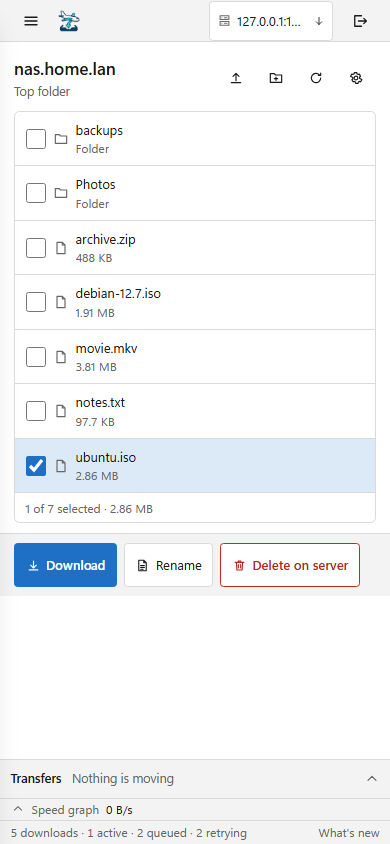 127.0.0.1:1...
nas.home.lan
Top folder
backups
Folder
Photos
Folder
archive.zip
488 KB
debian-12.7.iso
1.91 MB
movie.mkv
3.81 MB
notes.txt
97.7 KB
ubuntu.iso
2.86 MB
1 of 7 selected · 2.86 MB
Download Rename Delete on server
Transfers Nothing is moving
Speed graph 0 B/s
5 downloads · 1 active · 2 queued · 2 retrying What's new